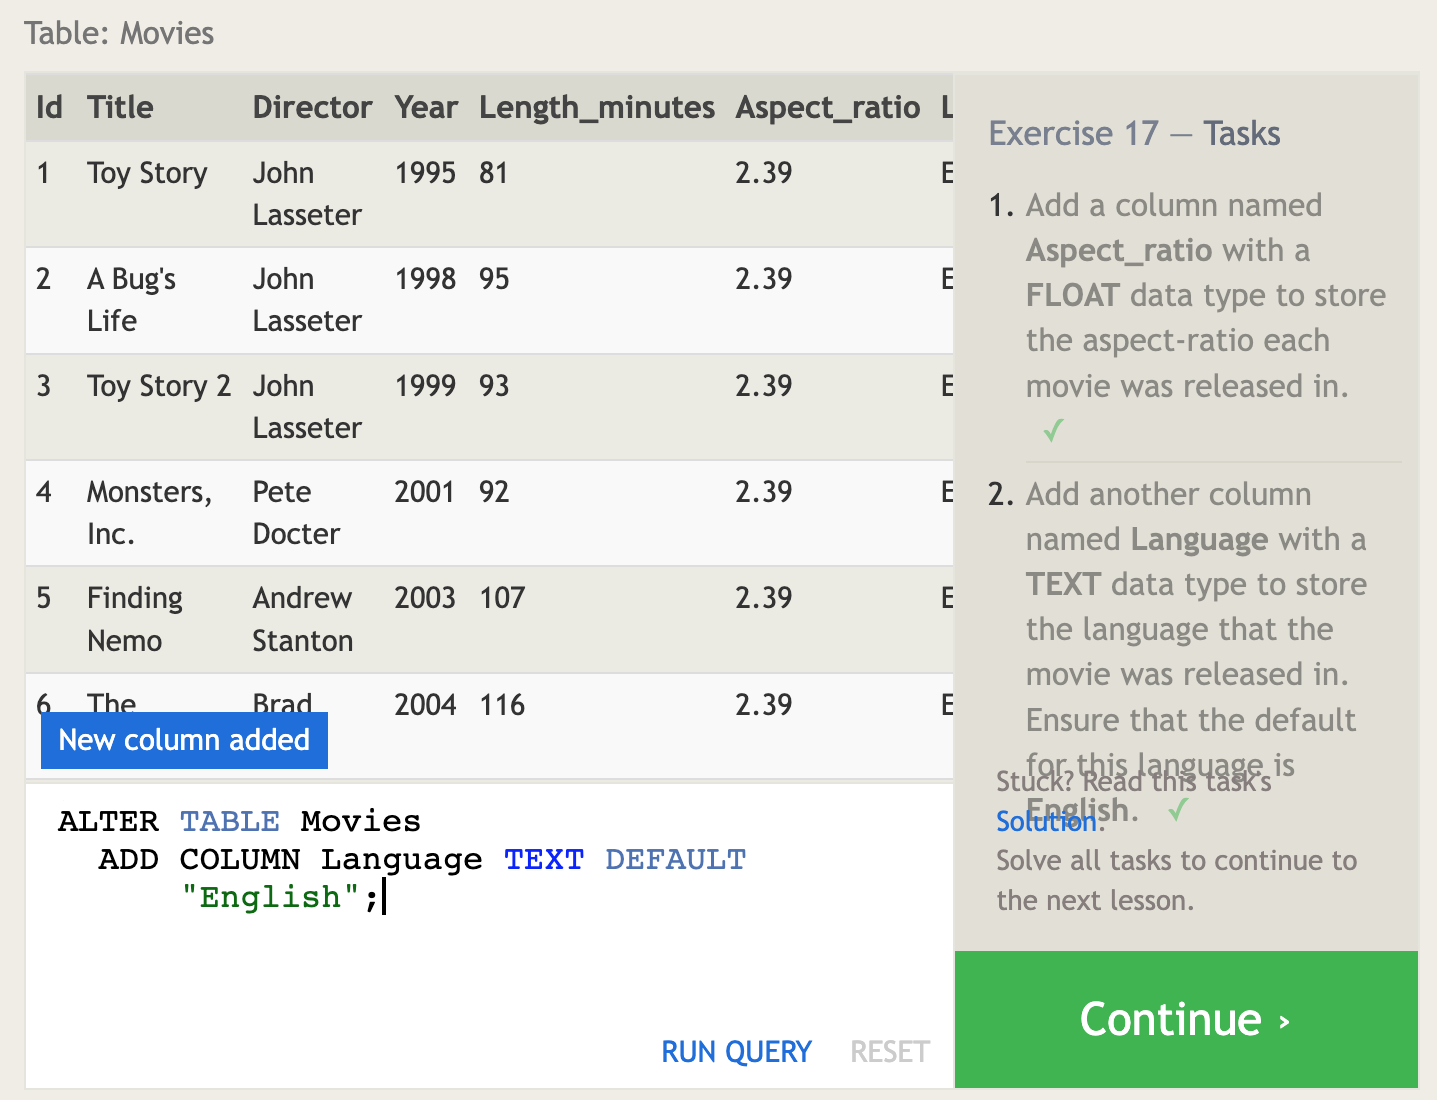 Table: Movies
Id Title Director Year Length_minutes Aspect_ratio L
1 Toy Story John 1995 81 2.39 E
Lasseter
2 A Bug's John 1998 95 2.39 E
Life Lasseter
3 Toy Story 2 John 1999 93 2.39 E
Lasseter
4 Monsters, Pete 2001 92 2.39 E
Inc. Docter
5 Finding Andrew 2003 107 2.39 E
Nemo Stanton
6 The Brad 2004 116 2.39 E
New column added
ALTER TABLE Movies
ADD COLUMN Language TEXT DEFAULT
"English";
RUN QUERY RESET
Exercise 17 — Tasks
1. Add a column named
Aspect_ratio with a
FLOAT data type to store
the aspect-ratio each
movie was released in.
✓
2. Add another column
named Language with a
TEXT data type to store
the language that the
movie was released in.
Ensure that the default
for this language is
English. ✓
Stuck? Read this task's
Solution.
Solve all tasks to continue to
the next lesson.
Continue ›